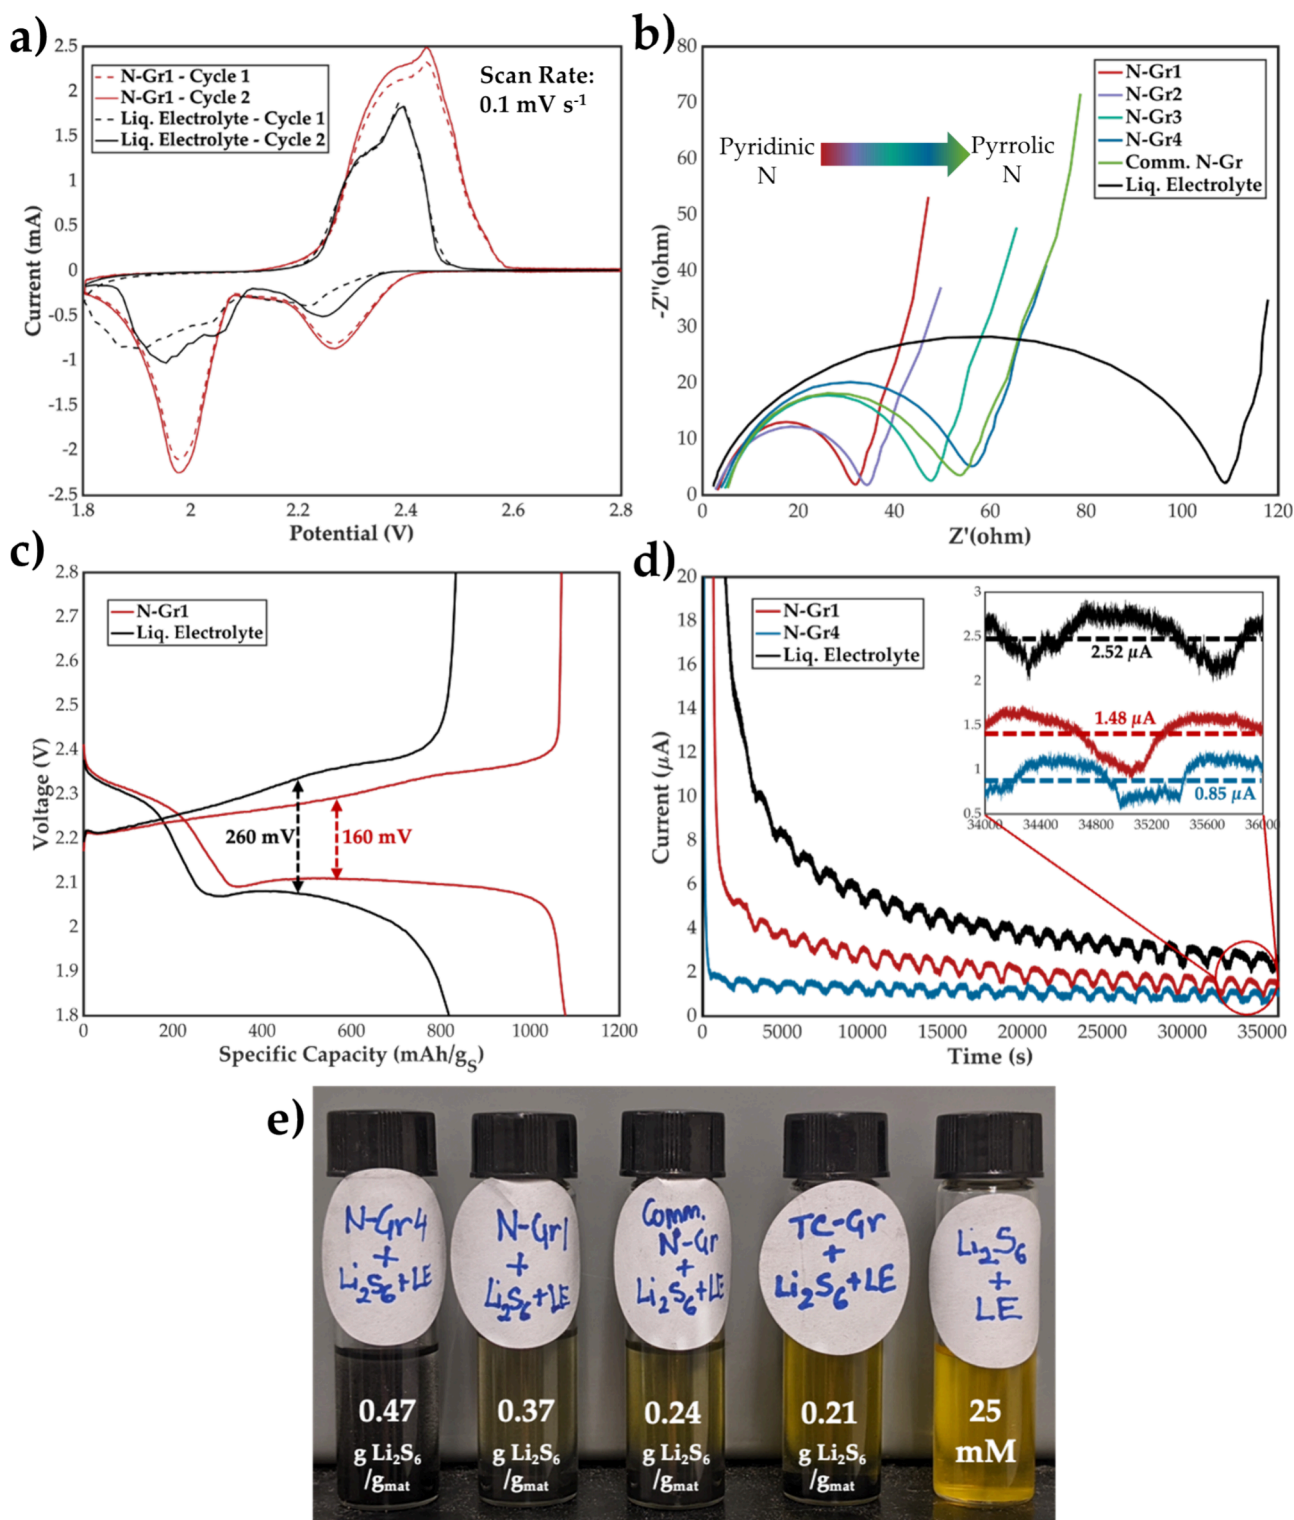 a)
2.5
2
1.5
1
0.5
0
-0.5
-1
-1.5
-2
-2.5
Current (mA)
N-Gr1 - Cycle 1
N-Gr1 - Cycle 2
Liq. Electrolyte - Cycle 1
Liq. Electrolyte - Cycle 2
Scan Rate:
0.1 mV s⁻¹
1.8
2
2.2
2.4
2.6
2.8
Potential (V)
b)
80
70
60
50
40
30
20
10
0
-Z''(ohm)
Pyridinic
N
Pyrrolic
N
N-Gr1
N-Gr2
N-Gr3
N-Gr4
Comm. N-Gr
Liq. Electrolyte
0
20
40
60
80
100
120
Z'(ohm)
c)
2.8
2.7
2.6
2.5
2.4
2.3
2.2
2.1
2
1.9
1.8
Voltage (V)
N-Gr1
Liq. Electrolyte
260 mV
160 mV
0
200
400
600
800
1000
1200
Specific Capacity (mAh/gS)
d)
20
18
16
14
12
10
8
6
4
2
0
Current (μA)
N-Gr1
N-Gr4
Liq. Electrolyte
3
2.5
2
1.5
1
0.5
2.52 μA
1.48 μA
0.85 μA
34000
34400
34800
35200
35600
36000
0
5000
10000
15000
20000
25000
30000
35000
Time (s)
e)
N-Gr4
+
Li₂S₆+LE
0.47
g Li₂S₆
/gmat
N-Gr1
+
Li₂S₆+LE
0.37
g Li₂S₆
/gmat
Comm.
N-Gr
+
Li₂S₆+LE
0.24
g Li₂S₆
/gmat
TC-Gr
+
Li₂S₆+LE
0.21
g Li₂S₆
/gmat
Li₂S₆
+
LE
25
mM